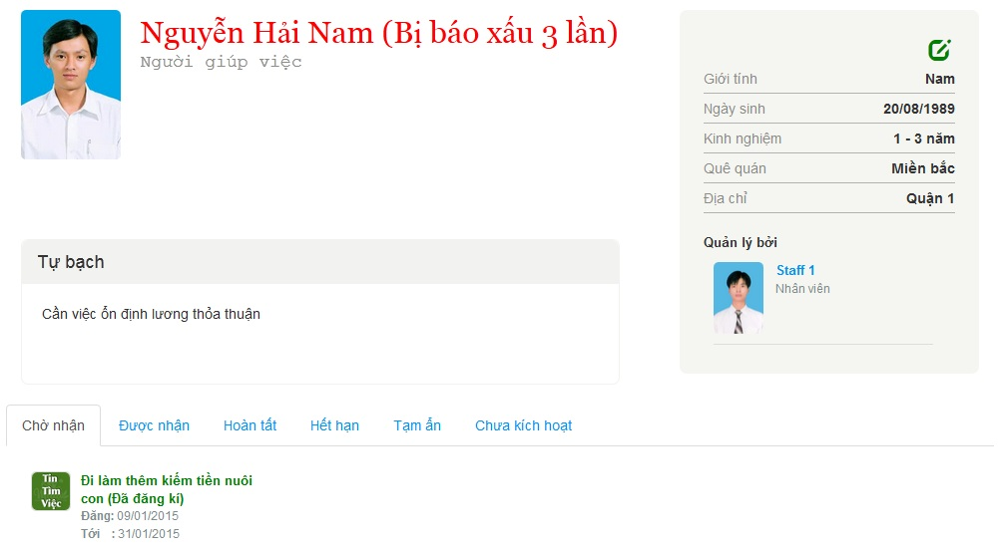 Nguyễn Hải Nam (Bị báo xấu 3 lần)
Người giúp việc
Giới tính Nam
Ngày sinh 20/08/1989
Kinh nghiệm 1 - 3 năm
Quê quán Miền bắc
Địa chỉ Quận 1
Quản lý bởi
Staff 1
Nhân viên
Tự bạch
Cần việc ổn định lương thỏa thuận
Chờ nhận Được nhận Hoàn tất Hết hạn Tạm ẩn Chưa kích hoạt
Tin
Tìm
Việc
Đi làm thêm kiếm tiền nuôi
con (Đã đăng kí)
Đăng: 09/01/2015
Tới : 31/01/2015